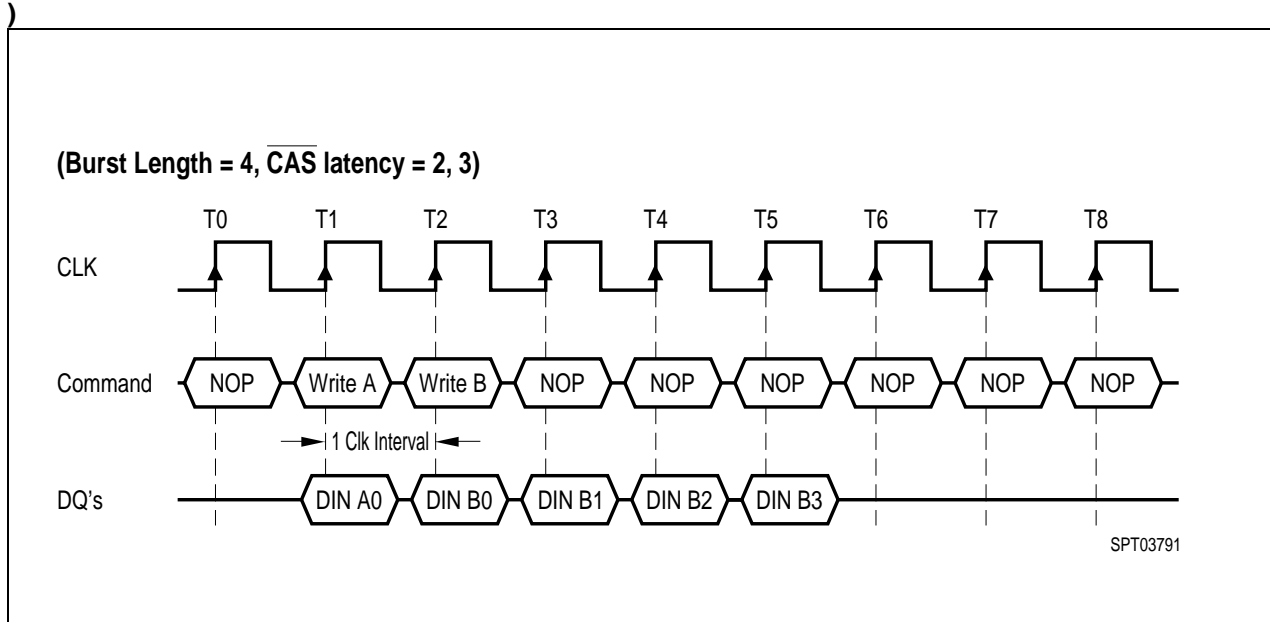 )
(Burst Length = 4, CAS latency = 2, 3)
T0 T1 T2 T3 T4 T5 T6 T7 T8
CLK
Command NOP Write A Write B NOP NOP NOP NOP NOP NOP
1 Clk Interval
DQ's DIN A0 DIN B0 DIN B1 DIN B2 DIN B3
SPT03791